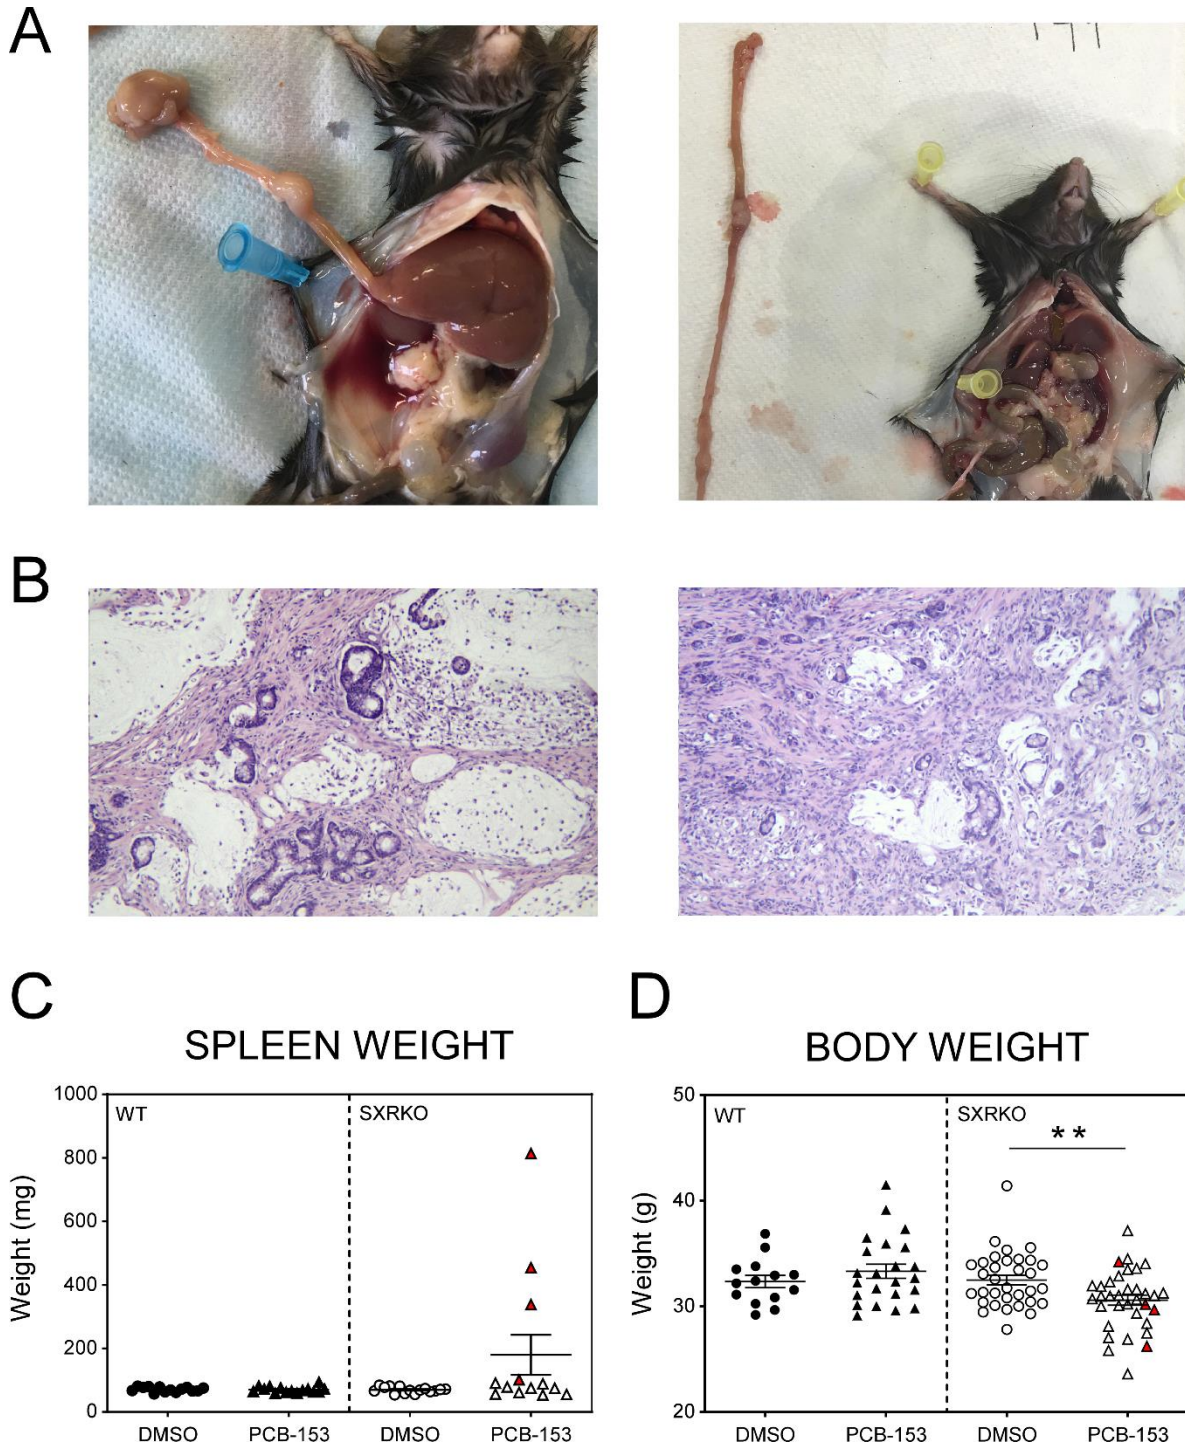 A
B
C
D
SPLEEN WEIGHT
1000
800
600
400
200
0
Weight (mg)
WT
SXRKO
DMSO
PCB-153
DMSO
PCB-153
BODY WEIGHT
50
40
30
20
Weight (g)
WT
SXRKO
**
DMSO
PCB-153
DMSO
PCB-153